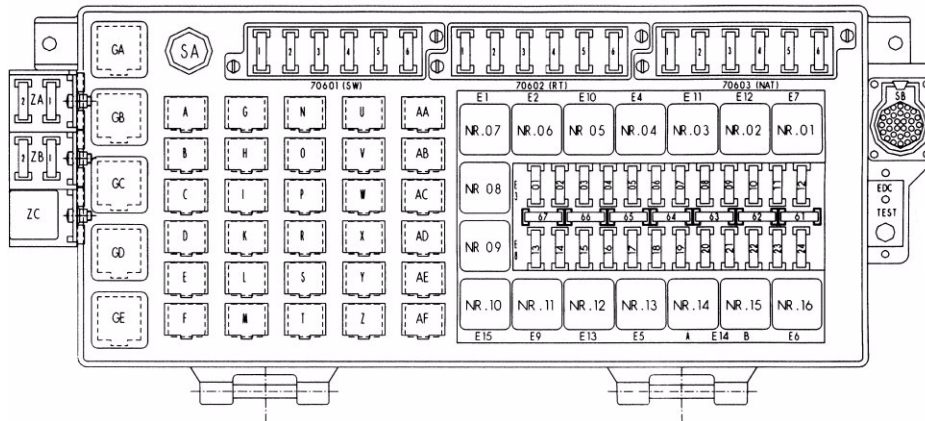 GA
SA
1 2 3 4 5 6
1 2 3 4 5 6
1 2 3 4 5 6
70601 (SW)
70602 (RT)
70603 (NAT)
2 ZA 1
GB
A G N U AA
E1 E2 E10 E4 E11 E12 E7
SB
NR.07 NR.06 NR 05 NR.04 NR.03 NR.02 NR.01
2 ZB 1
B H O V AB
GC
C I P W AC
NR 08
01 02 03 04 05 06 07 08 09 10 11 12
EDC
TEST
ZC
67 66 65 64 63 62 61
GD
D K R X AD
NR 09
13 14 15 16 17 18 19 20 21 22 23 24
E L S Y AE
GE
F M T Z AF
NR.10 NR.11 NR.12 NR.13 NR.14 NR.15 NR.16
E15 E9 E13 E5 A E14 B E6